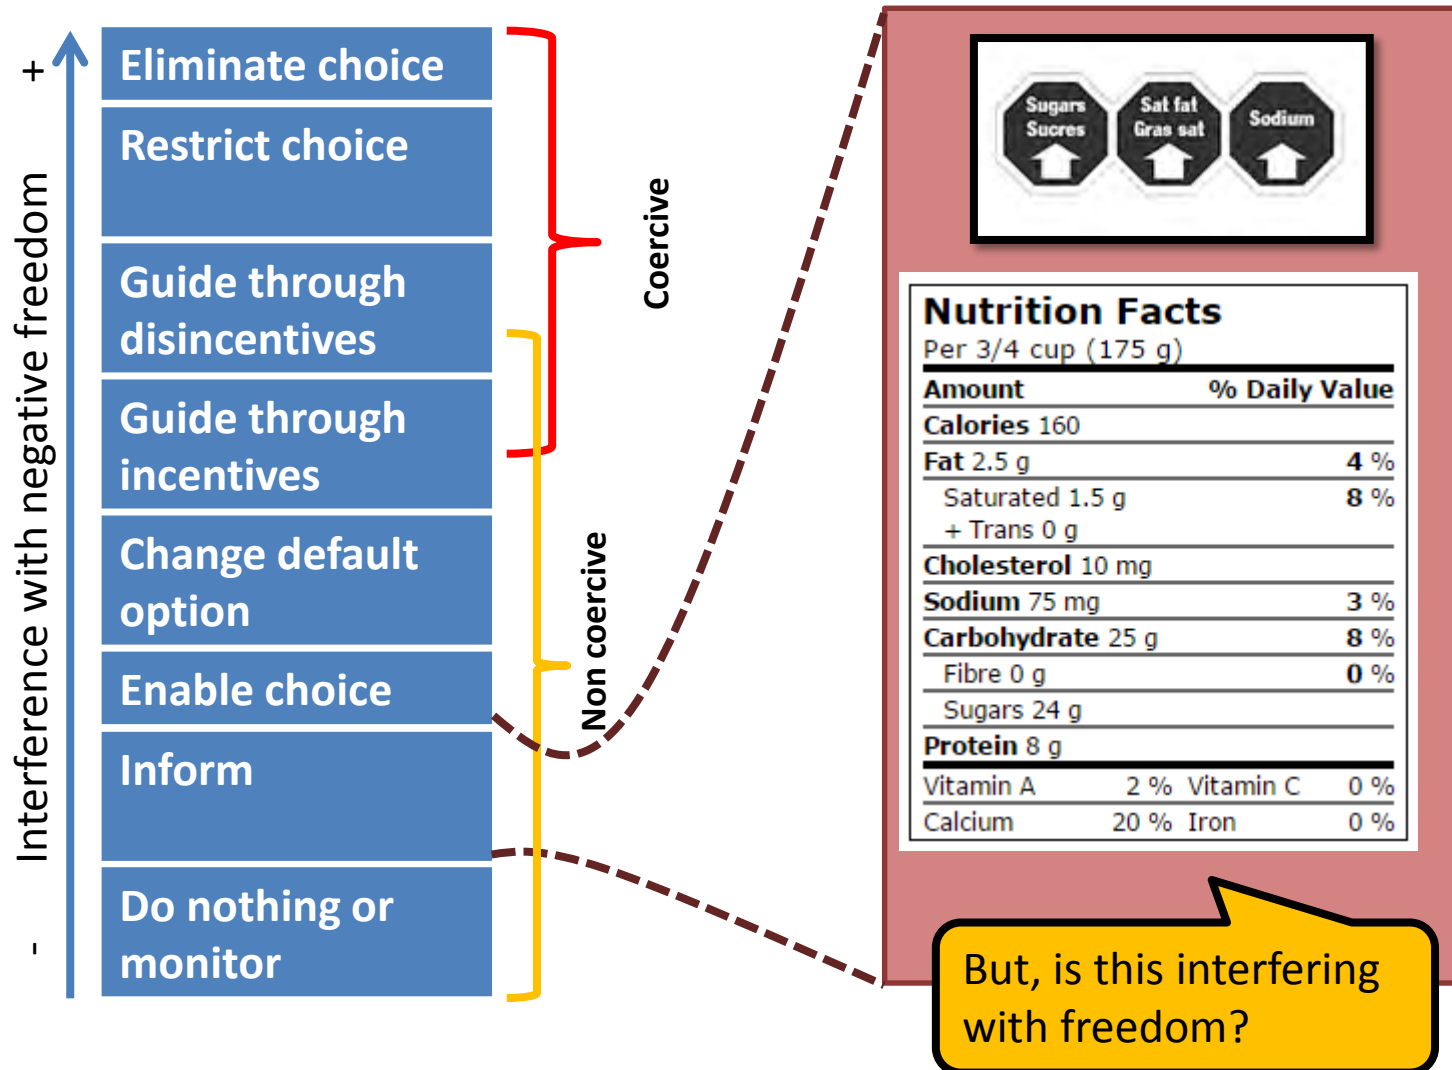 +
Interference with negative freedom
-
Eliminate choice
Restrict choice
Guide through
disincentives
Guide through
incentives
Change default
option
Enable choice
Inform
Do nothing or
monitor
Coercive
Non coercive
Sugars
Sucres
Sat fat
Gras sat
Sodium
Nutrition Facts
Per 3/4 cup (175 g)
Amount % Daily Value
Calories 160
Fat 2.5 g 4 %
Saturated 1.5 g 8 %
+ Trans 0 g
Cholesterol 10 mg
Sodium 75 mg 3 %
Carbohydrate 25 g 8 %
Fibre 0 g 0 %
Sugars 24 g
Protein 8 g
Vitamin A 2 % Vitamin C 0 %
Calcium 20 % Iron 0 %
But, is this interfering
with freedom?